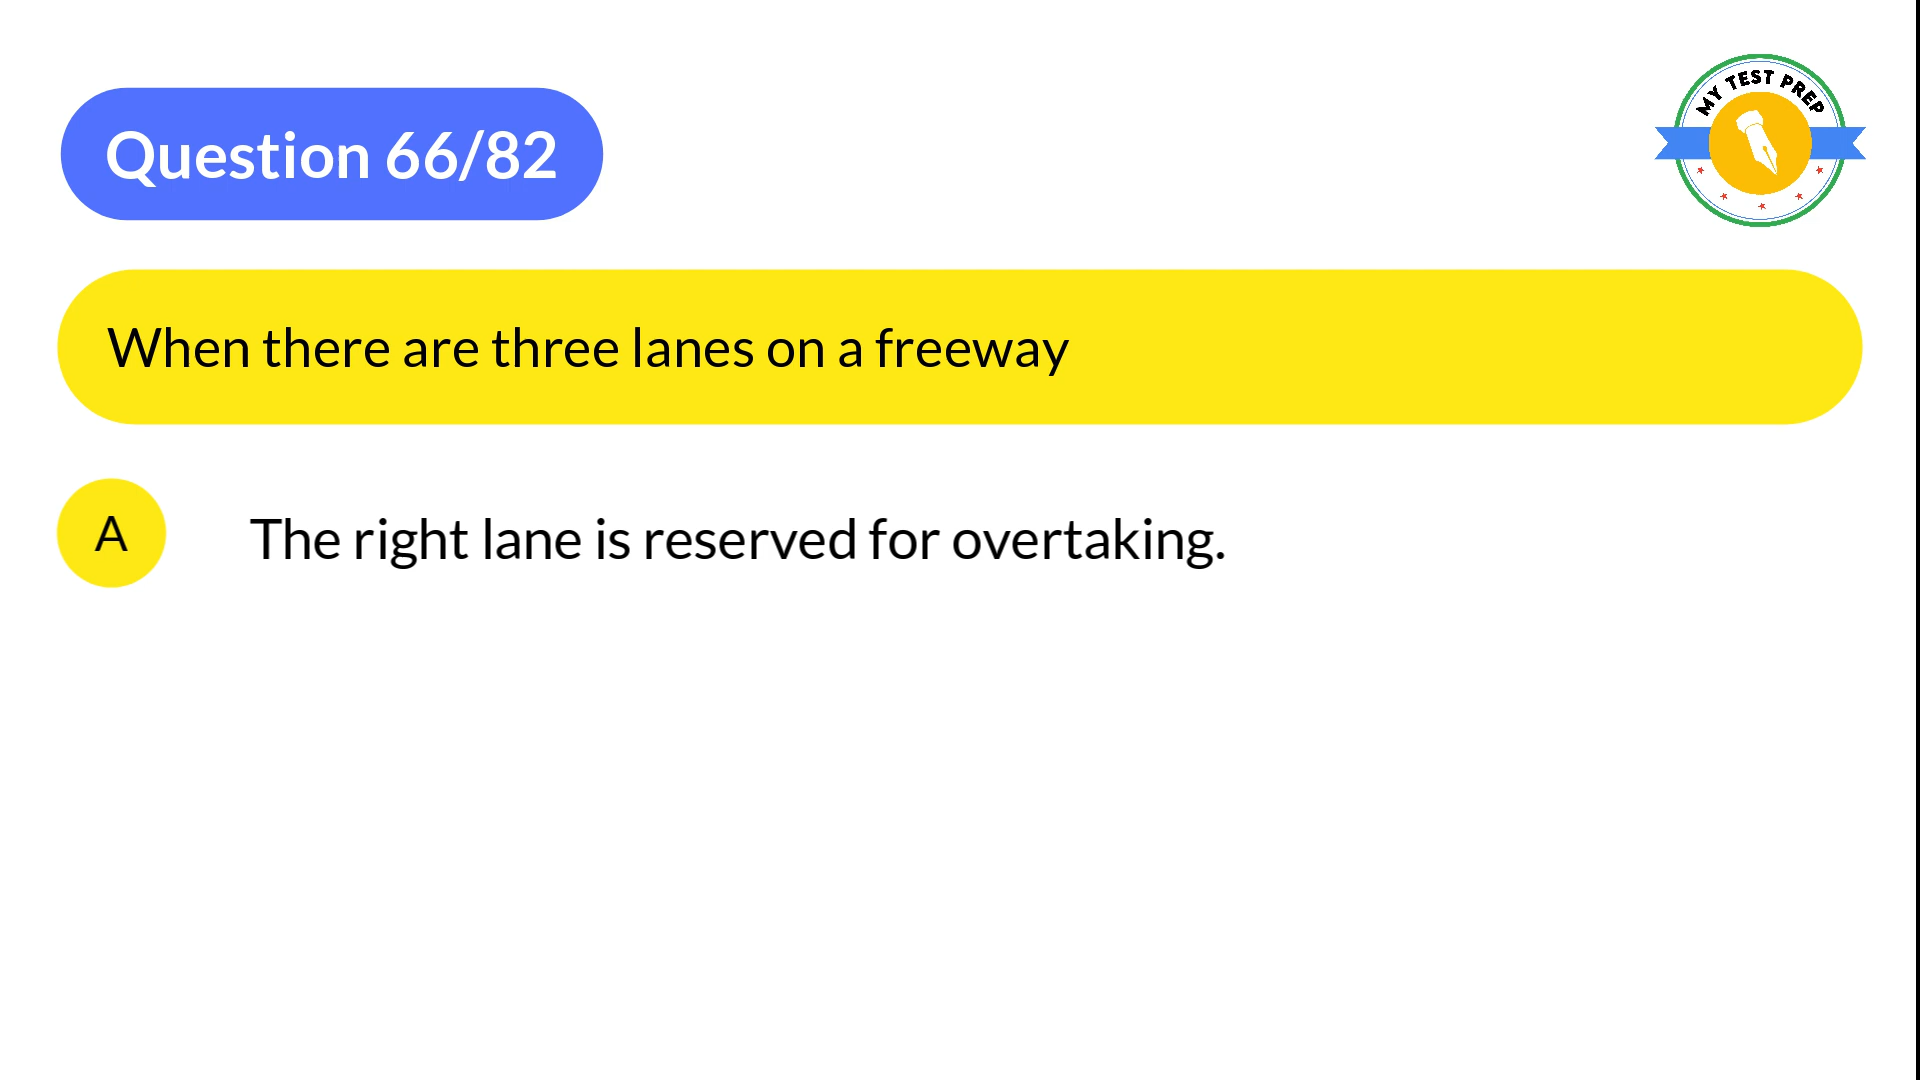 Question 66/82
MY TEST PREP
When there are three lanes on a freeway
A
The right lane is reserved for overtaking.